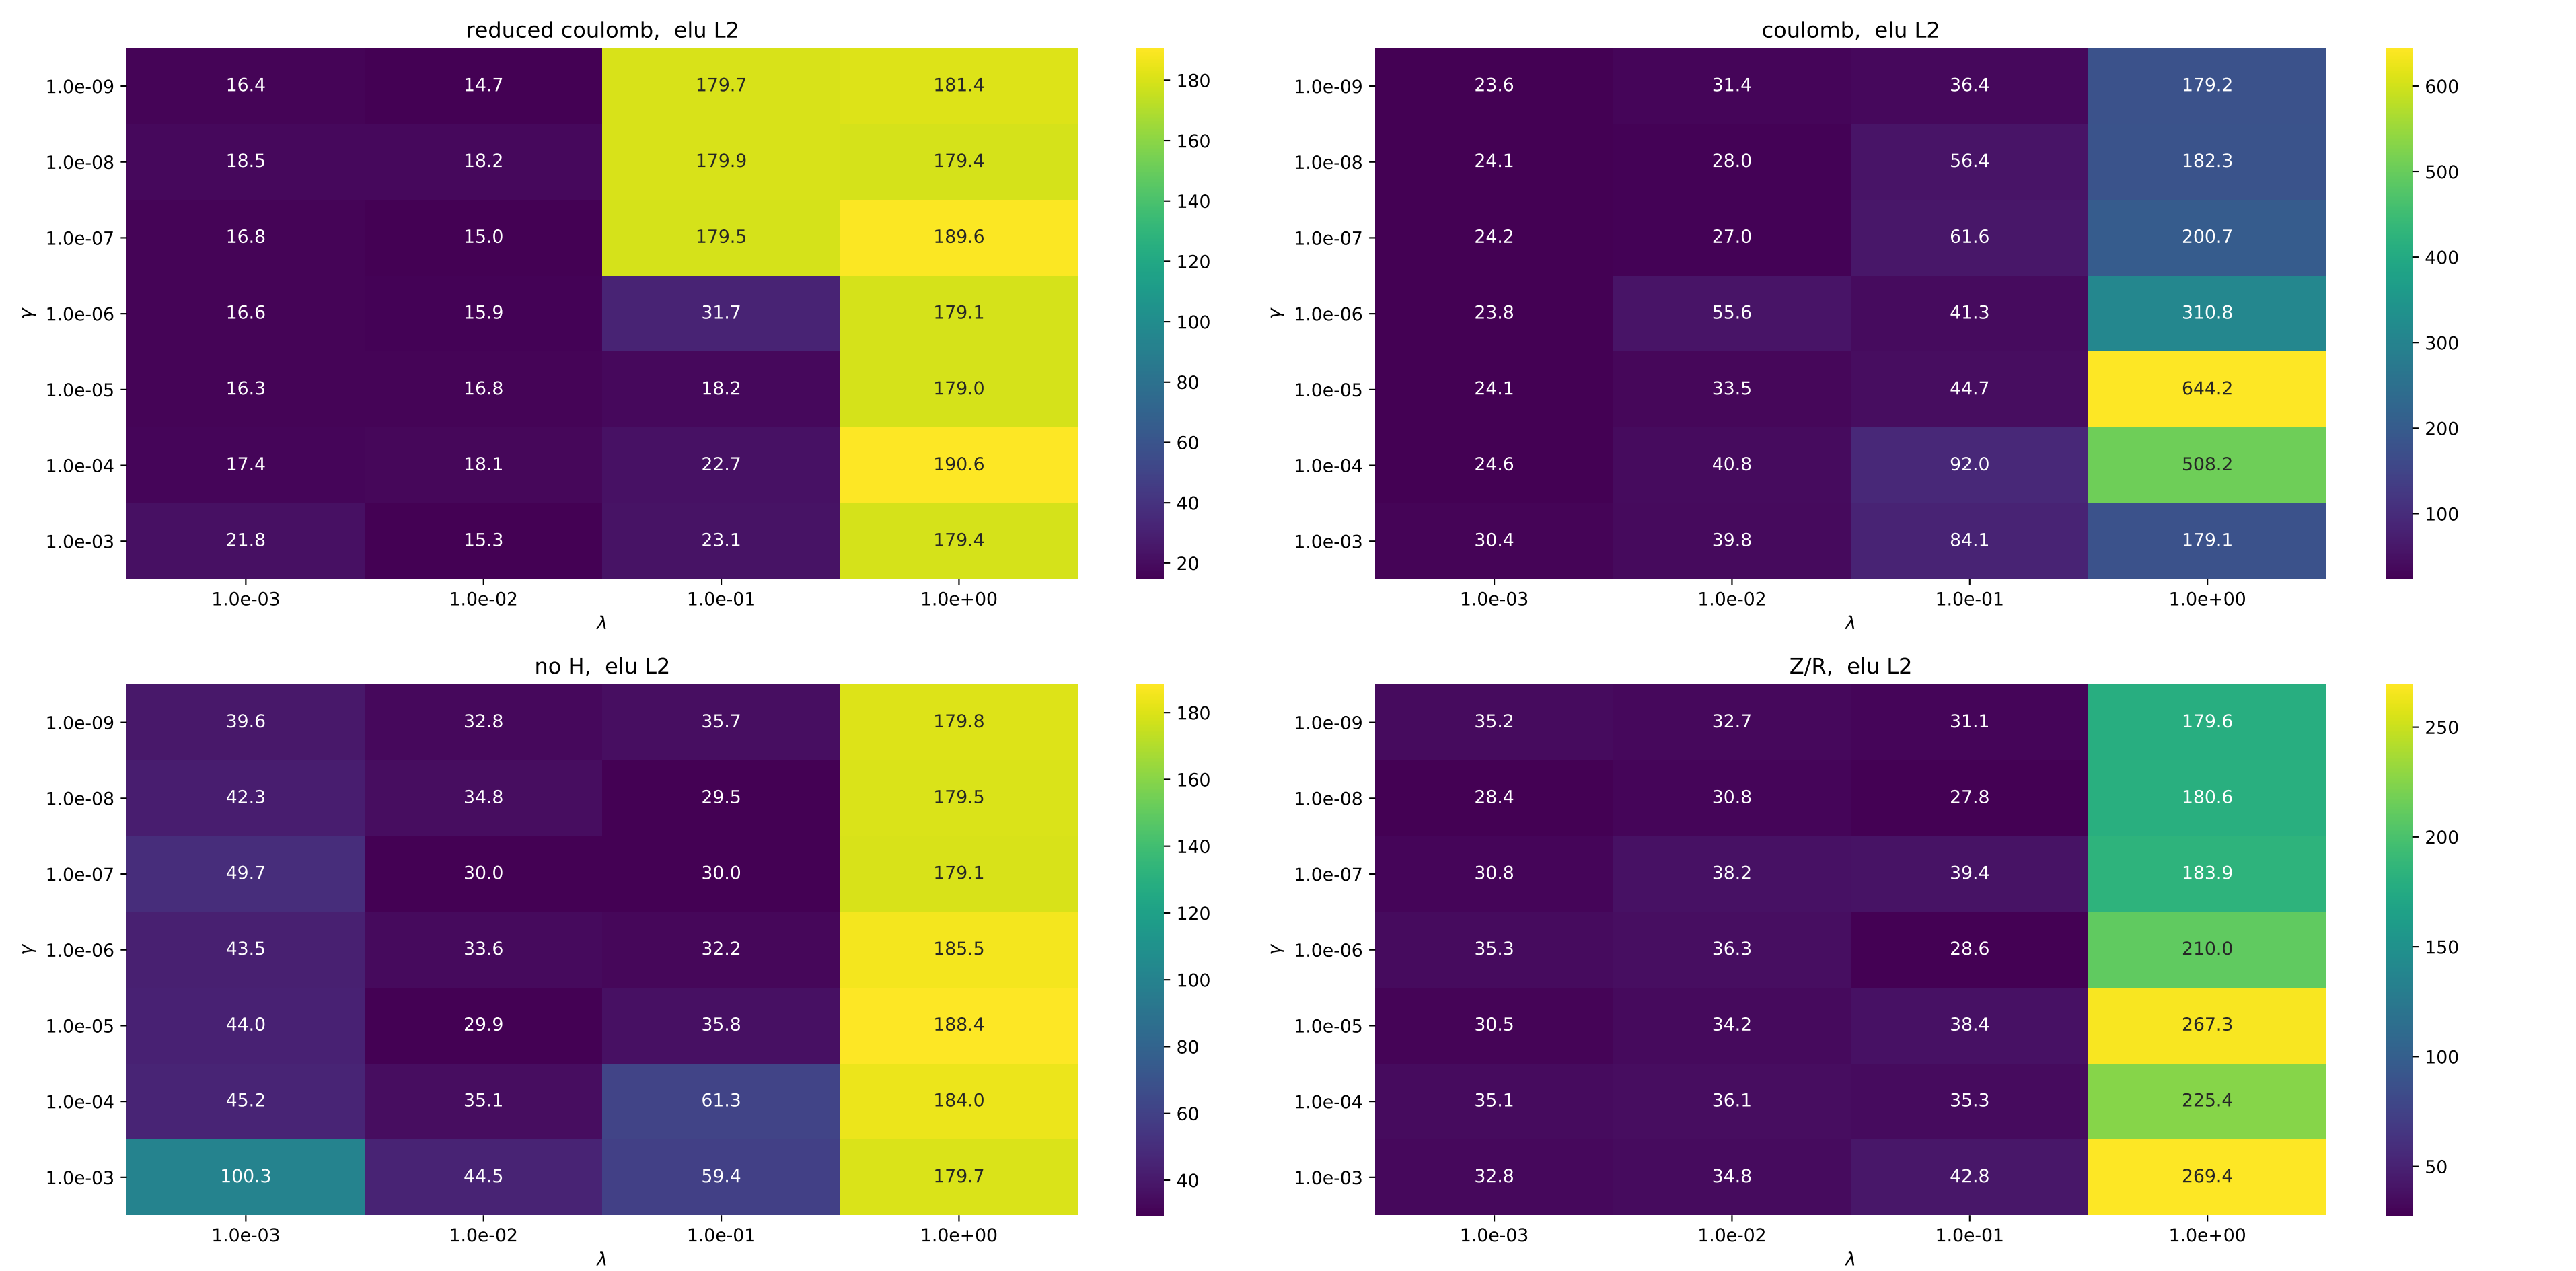 reduced coulomb,  elu L2
1.0e-09 16.4 14.7 179.7 181.4
1.0e-08 18.5 18.2 179.9 179.4
1.0e-07 16.8 15.0 179.5 189.6
1.0e-06 16.6 15.9 31.7 179.1
1.0e-05 16.3 16.8 18.2 179.0
1.0e-04 17.4 18.1 22.7 190.6
1.0e-03 21.8 15.3 23.1 179.4
γ
1.0e-03 1.0e-02 1.0e-01 1.0e+00
λ
180
160
140
120
100
80
60
40
20
coulomb,  elu L2
1.0e-09 23.6 31.4 36.4 179.2
1.0e-08 24.1 28.0 56.4 182.3
1.0e-07 24.2 27.0 61.6 200.7
1.0e-06 23.8 55.6 41.3 310.8
1.0e-05 24.1 33.5 44.7 644.2
1.0e-04 24.6 40.8 92.0 508.2
1.0e-03 30.4 39.8 84.1 179.1
γ
1.0e-03 1.0e-02 1.0e-01 1.0e+00
λ
600
500
400
300
200
100
no H,  elu L2
1.0e-09 39.6 32.8 35.7 179.8
1.0e-08 42.3 34.8 29.5 179.5
1.0e-07 49.7 30.0 30.0 179.1
1.0e-06 43.5 33.6 32.2 185.5
1.0e-05 44.0 29.9 35.8 188.4
1.0e-04 45.2 35.1 61.3 184.0
1.0e-03 100.3 44.5 59.4 179.7
γ
1.0e-03 1.0e-02 1.0e-01 1.0e+00
λ
180
160
140
120
100
80
60
40
Z/R,  elu L2
1.0e-09 35.2 32.7 31.1 179.6
1.0e-08 28.4 30.8 27.8 180.6
1.0e-07 30.8 38.2 39.4 183.9
1.0e-06 35.3 36.3 28.6 210.0
1.0e-05 30.5 34.2 38.4 267.3
1.0e-04 35.1 36.1 35.3 225.4
1.0e-03 32.8 34.8 42.8 269.4
γ
1.0e-03 1.0e-02 1.0e-01 1.0e+00
λ
250
200
150
100
50